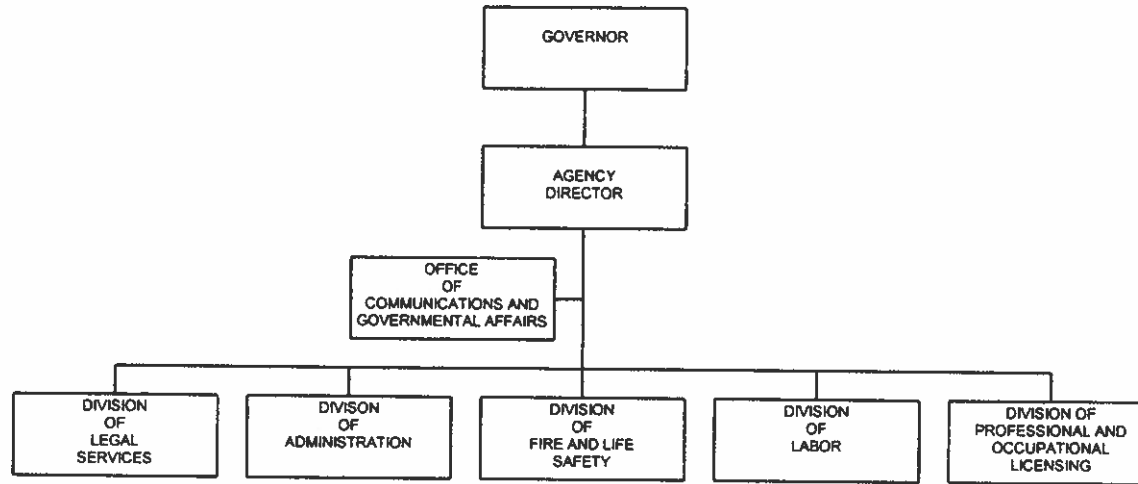 GOVERNOR
AGENCY
DIRECTOR
OFFICE
OF
COMMUNICATIONS AND
GOVERNMENTAL AFFAIRS
DIVISION
OF
LEGAL
SERVICES
DIVISON
OF
ADMINISTRATION
DIVISION
OF
FIRE AND LIFE
SAFETY
DIVISION
OF
LABOR
DIVISION OF
PROFESSIONAL AND
OCCUPATIONAL
LICENSING